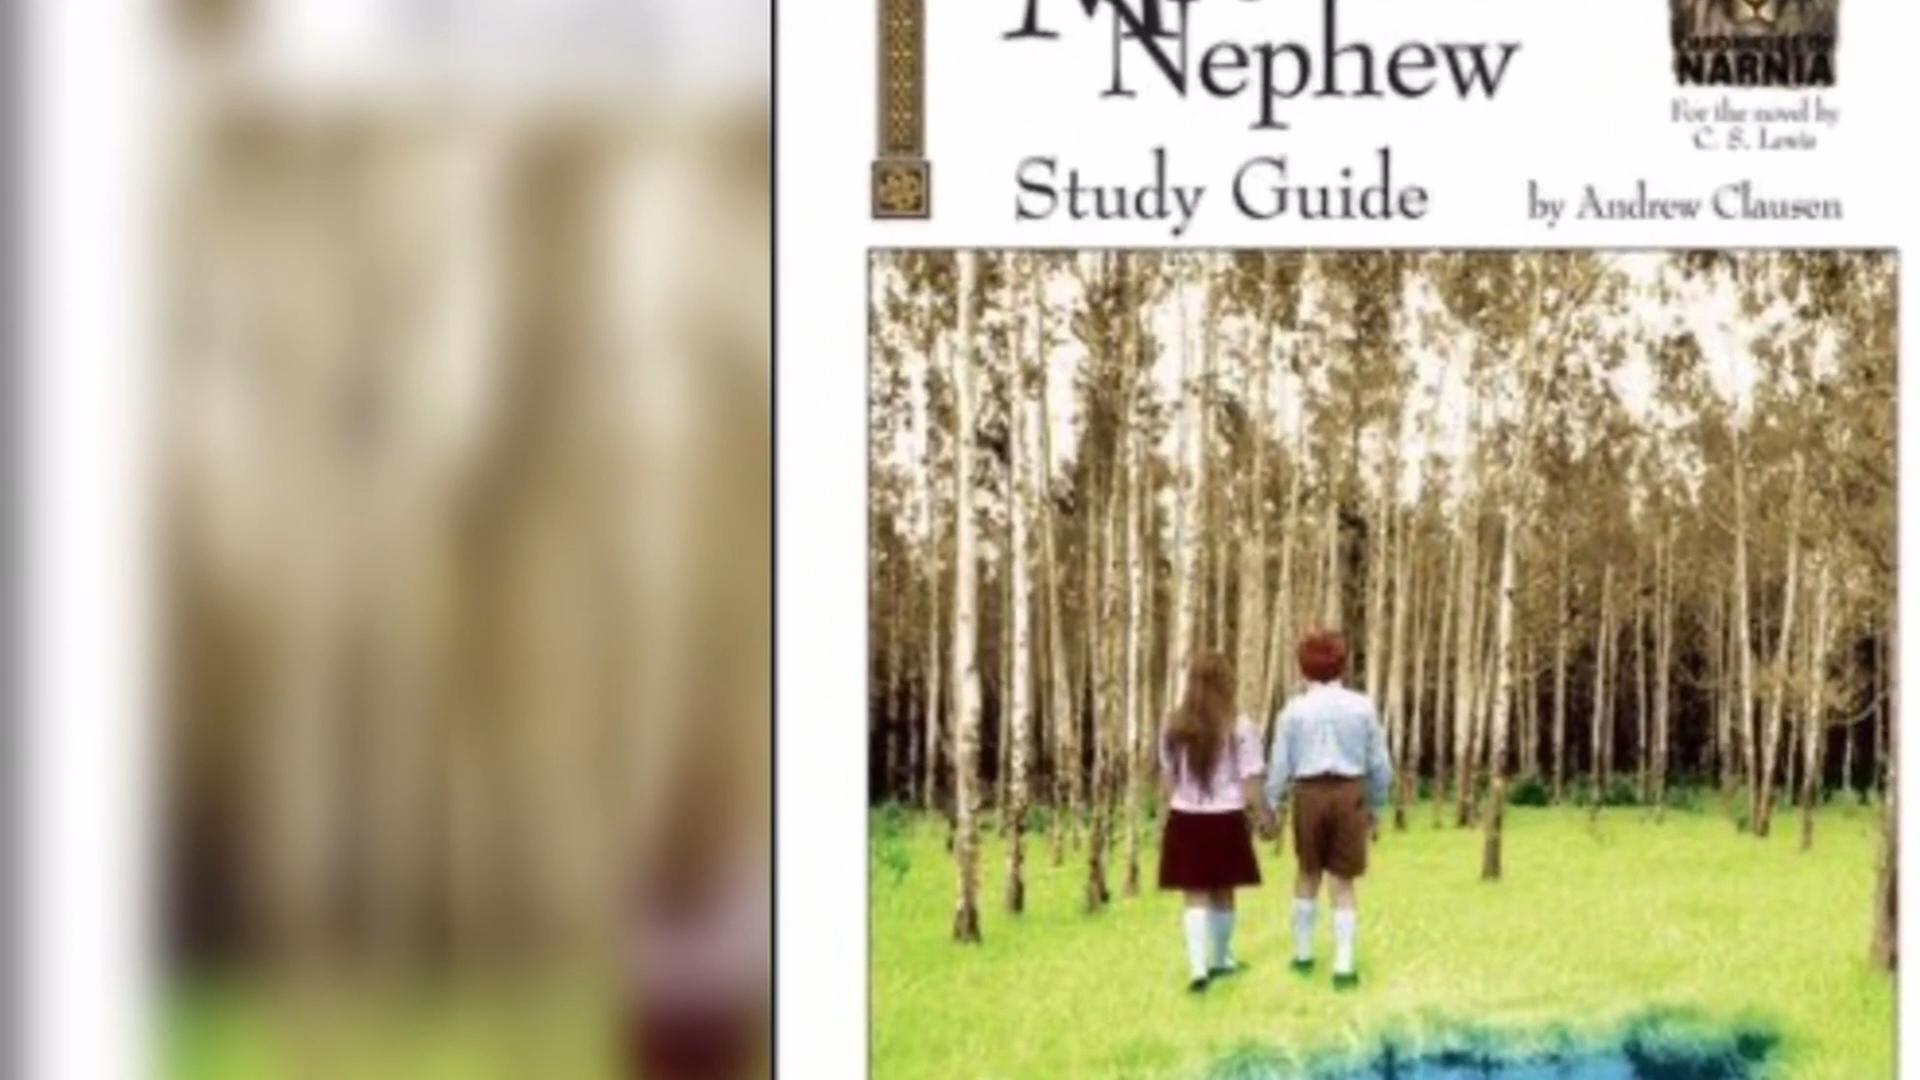 Nephew
Study Guide
by Andrew Clausen
NARNIA
For the novel by
C. S. Lewis